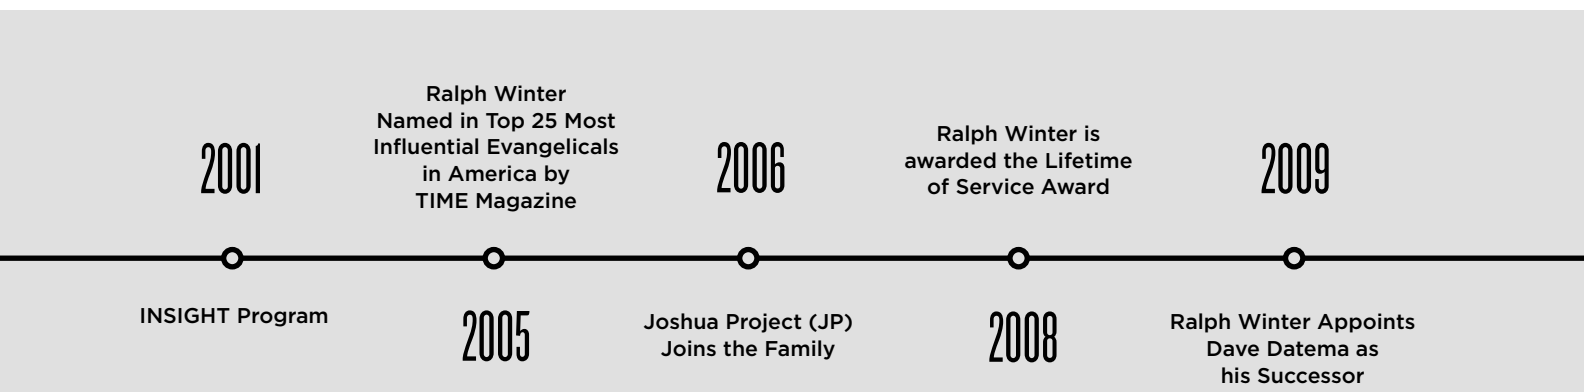 2001
INSIGHT Program
Ralph Winter
Named in Top 25 Most
Influential Evangelicals
in America by
TIME Magazine
2005
2006
Joshua Project (JP)
Joins the Family
Ralph Winter is
awarded the Lifetime
of Service Award
2008
2009
Ralph Winter Appoints
Dave Datema as
his Successor